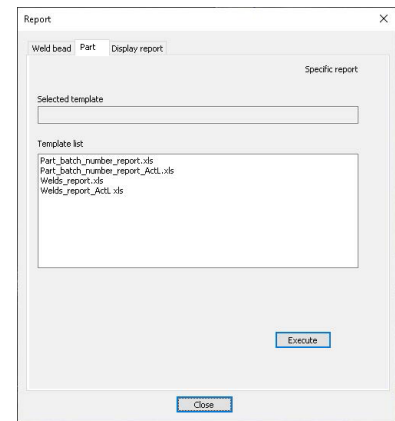 Report
Weld bead Part Display report
Specific report
Selected template
Template list
Part_batch_number_report.xls
Part_batch_number_report_ActL.xls
Welds_report.xls
Welds_report_ActL.xls
Execute
Close